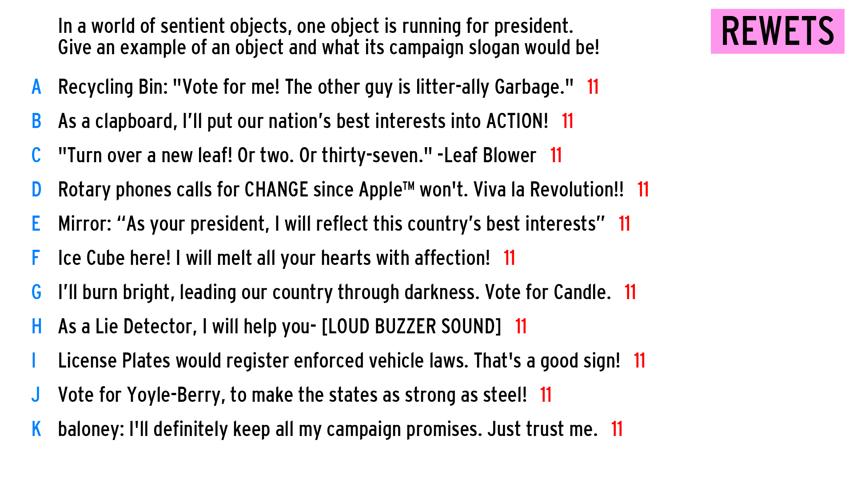 In a world of sentient objects, one object is running for president.
Give an example of an object and what its campaign slogan would be!
REWETS
A Recycling Bin: "Vote for me! The other guy is litter-ally Garbage." 11
B As a clapboard, I’ll put our nation’s best interests into ACTION! 11
C "Turn over a new leaf! Or two. Or thirty-seven." -Leaf Blower 11
D Rotary phones calls for CHANGE since Apple™ won't. Viva la Revolution!! 11
E Mirror: “As your president, I will reflect this country’s best interests” 11
F Ice Cube here! I will melt all your hearts with affection! 11
G I’ll burn bright, leading our country through darkness. Vote for Candle. 11
H As a Lie Detector, I will help you- [LOUD BUZZER SOUND] 11
I License Plates would register enforced vehicle laws. That's a good sign! 11
J Vote for Yoyle-Berry, to make the states as strong as steel! 11
K baloney: I'll definitely keep all my campaign promises. Just trust me. 11